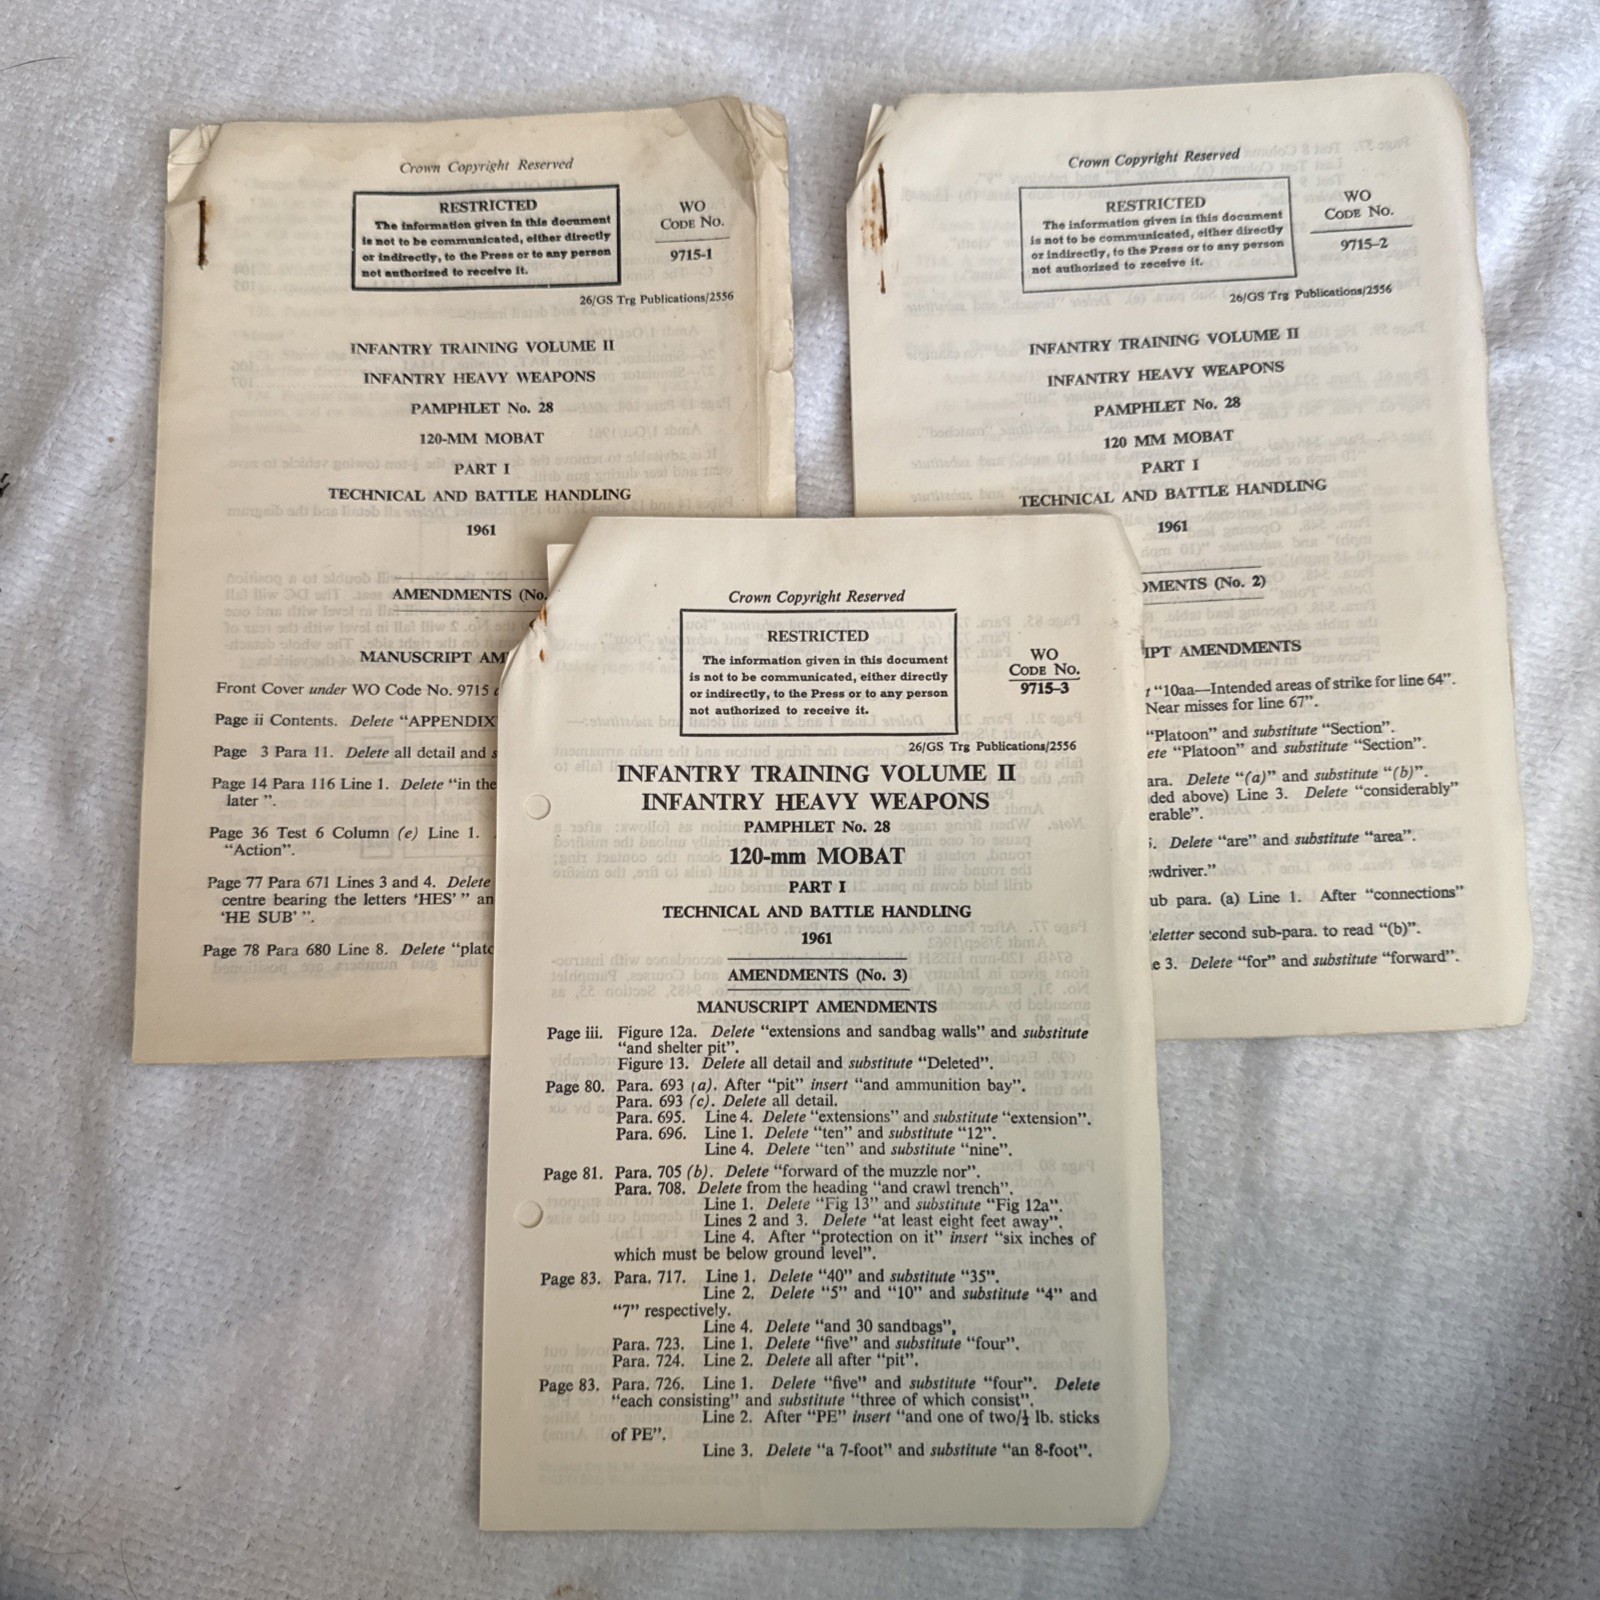 Crown Copyright Reserved
RESTRICTED
The information given in this document
is not to be communicated, either directly
or indirectly, to the Press or to any person
not authorized to receive it.
WO
CODE NO.
9715-1
26/GS Trg Publications/2556
INFANTRY TRAINING VOLUME II
INFANTRY HEAVY WEAPONS
PAMPHLET No. 28
120-MM MOBAT
PART I
TECHNICAL AND BATTLE HANDLING
1961
AMENDMENTS (No.
MANUSCRIPT AM
Front Cover under WO Code No. 9715
Page ii Contents. Delete "APPENDIX
Page 3 Para 11. Delete all detail and s
Page 14 Para 116 Line 1. Delete "in the
later ".
Page 36 Test 6 Column (e) Line 1.
"Action".
Page 77 Para 671 Lines 3 and 4. Delete
centre bearing the letters 'HES' " an
'HE SUB' ".
Page 78 Para 680 Line 8. Delete "platc
Crown Copyright Reserved
RESTRICTED
The information given in this document
is not to be communicated, either directly
or indirectly, to the Press or to any person
not authorized to receive it.
WO
CODE NO.
9715-2
26/GS Trg Publications/2556
INFANTRY TRAINING VOLUME II
INFANTRY HEAVY WEAPONS
PAMPHLET No. 28
120 MM MOBAT
PART I
TECHNICAL AND BATTLE HANDLING
1961
DMENTS (No. 2)
IPT AMENDMENTS
t "10aa—Intended areas of strike for line 64".
Near misses for line 67".
"Platoon" and substitute "Section".
ete "Platoon" and substitute "Section".
ara. Delete "(a)" and substitute "(b)".
ded above) Line 3. Delete "considerably"
erable".
. Delete "are" and substitute "area".
wdriver."
ub para. (a) Line 1. After "connections"
eletter second sub-para. to read "(b)".
e 3. Delete "for" and substitute "forward".
Crown Copyright Reserved
RESTRICTED
The information given in this document
is not to be communicated, either directly
or indirectly, to the Press or to any person
not authorized to receive it.
WO
CODE NO.
9715-3
26/GS Trg Publications/2556
INFANTRY TRAINING VOLUME II
INFANTRY HEAVY WEAPONS
PAMPHLET No. 28
120-mm MOBAT
PART I
TECHNICAL AND BATTLE HANDLING
1961
AMENDMENTS (No. 3)
MANUSCRIPT AMENDMENTS
Page iii. Figure 12a. Delete "extensions and sandbag walls" and substitute
"and shelter pit".
Figure 13. Delete all detail and substitute "Deleted".
Page 80. Para. 693 (a). After "pit" insert "and ammunition bay".
Para. 693 (c). Delete all detail.
Para. 695. Line 4. Delete "extensions" and substitute "extension".
Para. 696. Line 1. Delete "ten" and substitute "12".
Line 4. Delete "ten" and substitute "nine".
Page 81. Para. 705 (b). Delete "forward of the muzzle nor".
Para. 708. Delete from the heading "and crawl trench".
Line 1. Delete "Fig 13" and substitute "Fig 12a".
Lines 2 and 3. Delete "at least eight feet away".
Line 4. After "protection on it" insert "six inches of
which must be below ground level".
Page 83. Para. 717. Line 1. Delete "40" and substitute "35".
Line 2. Delete "5" and "10" and substitute "4" and
"7" respectively.
Line 4. Delete "and 30 sandbags",
Para. 723. Line 1. Delete "five" and substitute "four".
Para. 724. Line 2. Delete all after "pit".
Page 83. Para. 726. Line 1. Delete "five" and substitute "four". Delete
"each consisting" and substitute "three of which consist".
Line 2. After "PE" insert "and one of two/½ lb. sticks
of PE".
Line 3. Delete "a 7-foot" and substitute "an 8-foot".